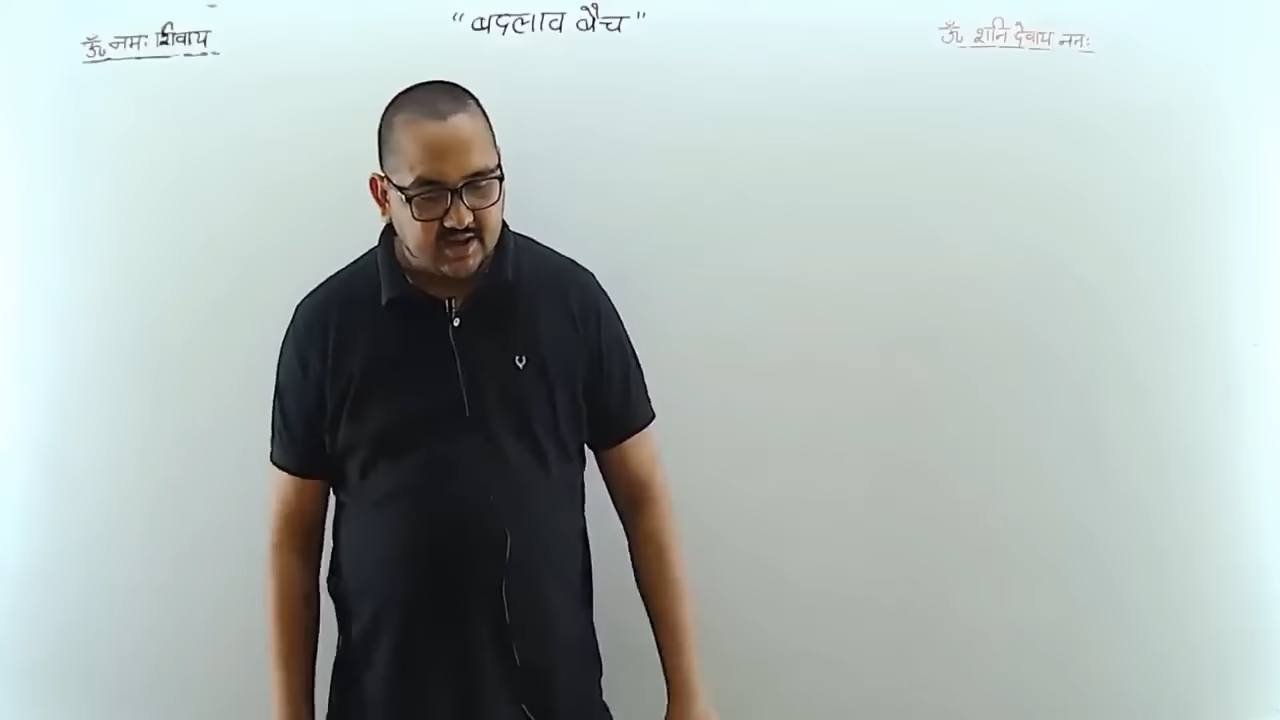 ॐ नमः शिवाय
"बदलाव बैच"
ॐ शनि देवाय नमः